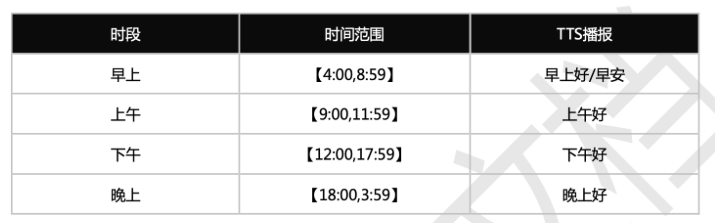 时段 时间范围 TTS播报
早上 【4:00,8:59】 早上好/早安
上午 【9:00,11:59】 上午好
下午 【12:00,17:59】 下午好
晚上 【18:00,3:59】 晚上好
文档